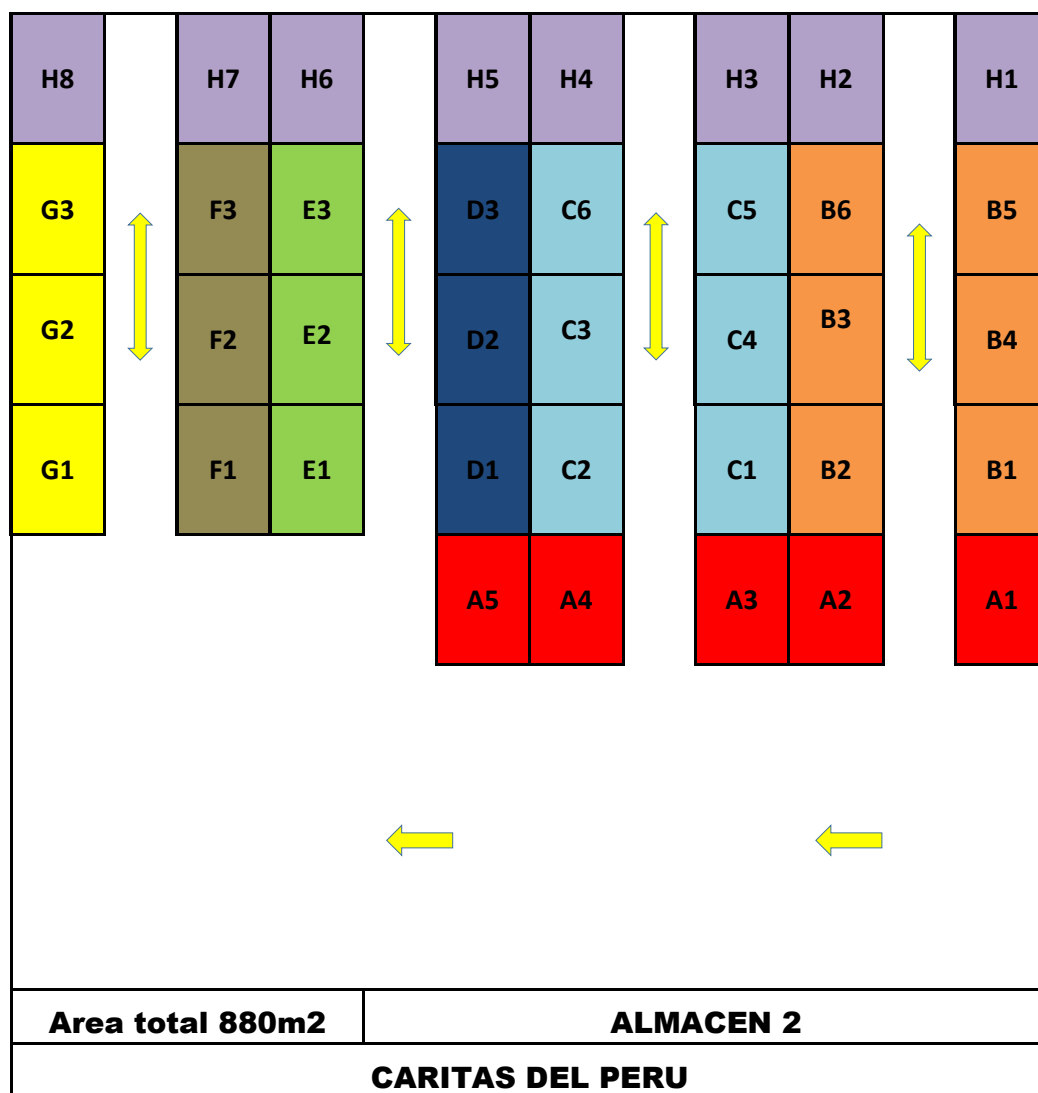 H8 H7 H6 H5 H4 H3 H2 H1
G3 F3 E3 D3 C6 C5 B6 B5
G2 F2 E2 D2 C3 C4 B3 B4
G1 F1 E1 D1 C2 C1 B2 B1
A5 A4 A3 A2 A1
Area total 880m2 ALMACEN 2
CARITAS DEL PERU